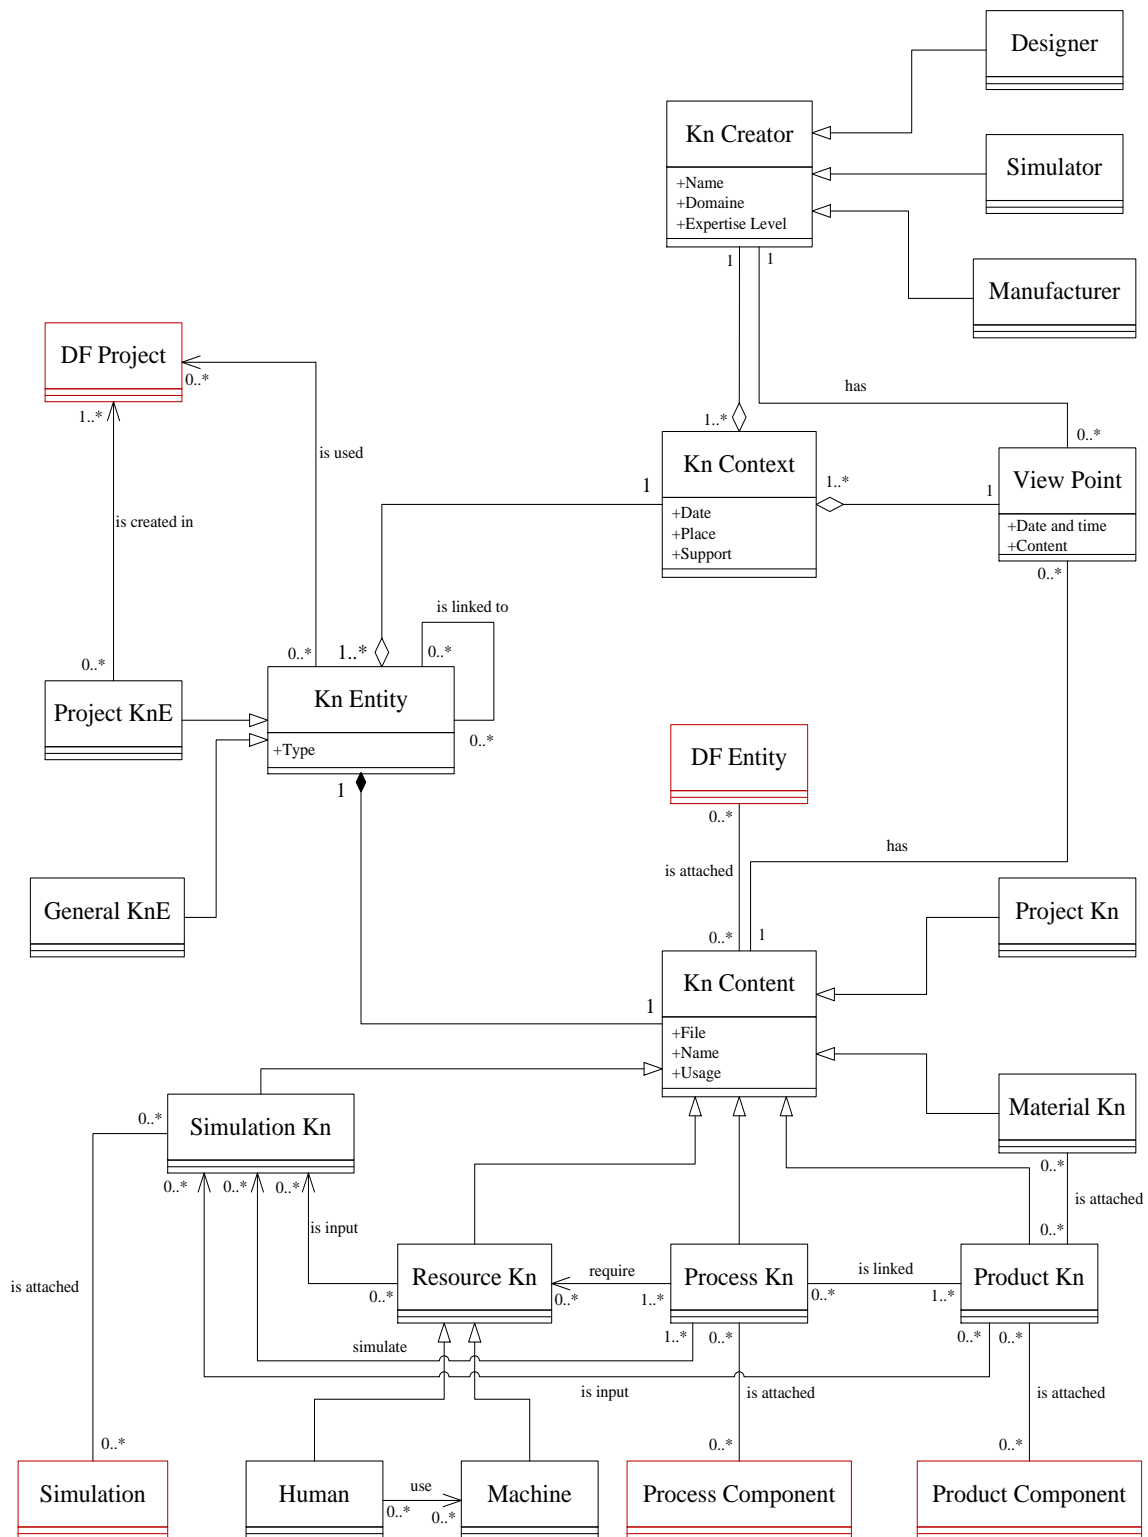 Designer
Kn Creator
+Name
+Domaine
+Expertise Level
Simulator
Manufacturer
1
1
DF Project
0..*
1..*
has
is used
is created in
1..*
0..*
Kn Context
+Date
+Place
+Support
1
1..*
1
View Point
+Date and time
+Content
0..*
is linked to
0..*
0..*
1..*
0..*
Project KnE
Kn Entity
+Type
0..*
1
DF Entity
0..*
has
is attached
General KnE
Project Kn
0..*
1
Kn Content
+File
+Name
+Usage
1
Simulation Kn
0..*
Material Kn
0..*
0..*
0..*
0..*
is attached
0..*
is input
is attached
Resource Kn
0..*
require
0..*
Process Kn
1..*
is linked
0..*
Product Kn
1..*
simulate
1..*
0..*
0..*
0..*
is input
is attached
is attached
0..*
0..*
0..*
Simulation
Human
use
0..*
0..*
Machine
Process Component
Product Component